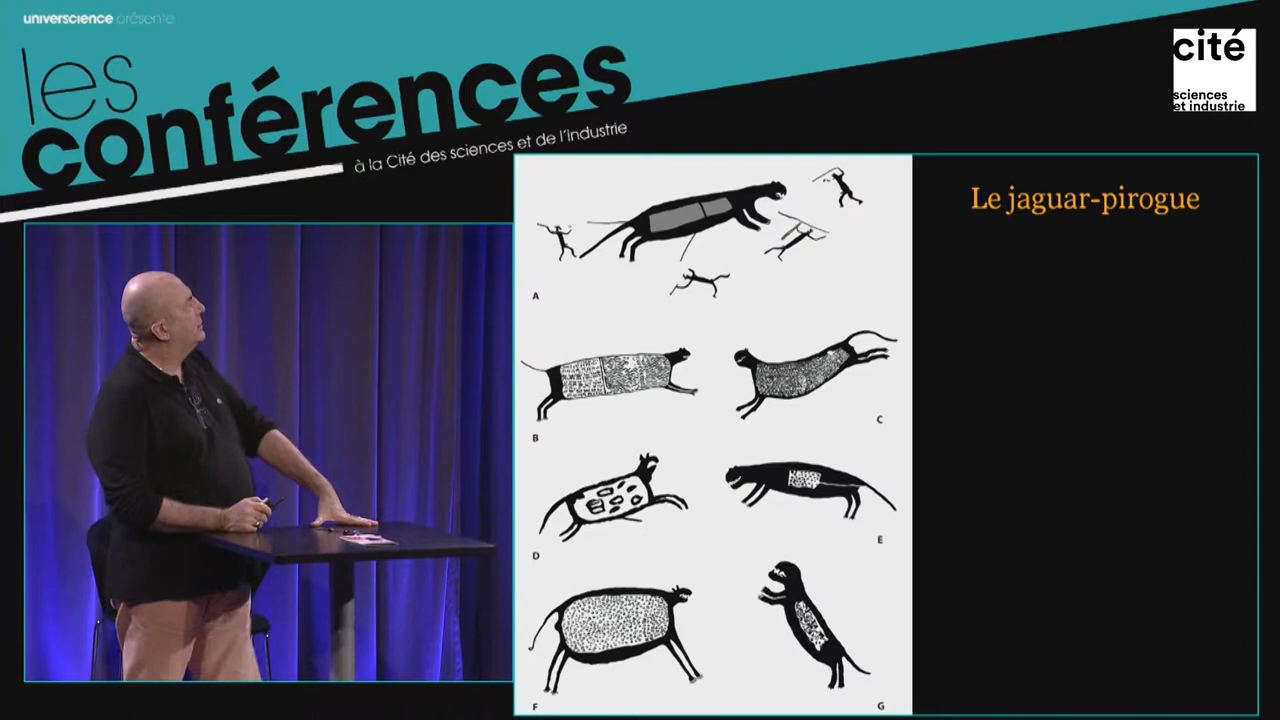 universcience présente
les
conférences
à la Cité des sciences et de l'industrie
cité
sciences
et industrie
Le jaguar-pirogue
A
B
C
D
E
F
G